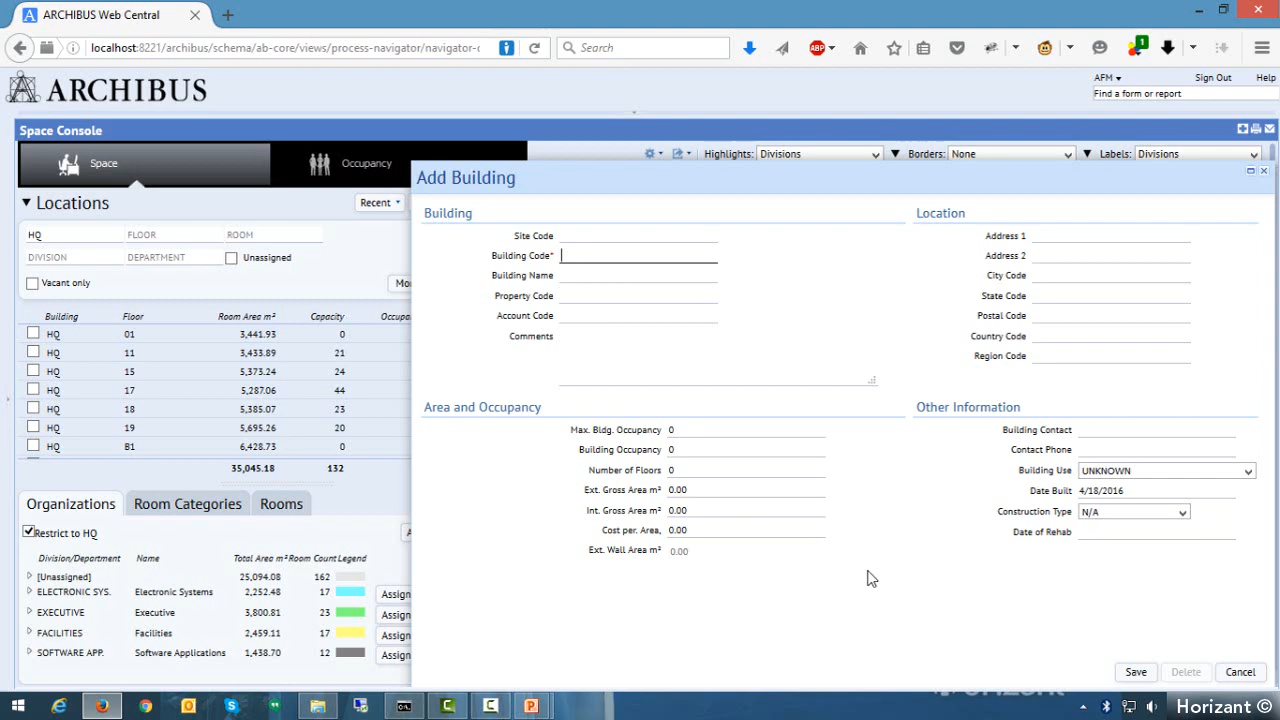 ARCHIBUS Web Central
localhost:8221/archibus/schema/ab-core/views/process-navigator/navigator-
Search
ABP
1
ARCHIBUS
AFM
Sign Out
Help
Find a form or report
Space Console
Space
Occupancy
Highlights: Divisions
Borders: None
Labels: Divisions
Locations
Recent
HQ FLOOR ROOM
DIVISION DEPARTMENT Unassigned
Vacant only
Mo
Building Floor Room Area m² Capacity Occupa
HQ 01 3,441.93 0
HQ 11 3,433.89 21
HQ 15 5,373.24 24
HQ 17 5,287.06 44
HQ 18 5,385.07 23
HQ 19 5,695.26 20
HQ B1 6,428.73 0
35,045.18 132
Organizations Room Categories Rooms
Restrict to HQ
Division/Department Name Total Area m² Room Count Legend
[Unassigned] 25,094.08 162
ELECTRONIC SYS. Electronic Systems 2,252.48 17 Assign
EXECUTIVE Executive 3,800.81 23 Assign
FACILITIES Facilities 2,459.11 17 Assign
SOFTWARE APP. Software Applications 1,438.70 12 Assign
Add Building
Building
Site Code
Building Code*
Building Name
Property Code
Account Code
Comments
Location
Address 1
Address 2
City Code
State Code
Postal Code
Country Code
Region Code
Area and Occupancy
Max. Bldg. Occupancy 0
Building Occupancy 0
Number of Floors 0
Ext. Gross Area m² 0.00
Int. Gross Area m² 0.00
Cost per. Area, 0.00
Ext. Wall Area m² 0.00
Other Information
Building Contact
Contact Phone
Building Use UNKNOWN
Date Built 4/18/2016
Construction Type N/A
Date of Rehab
Save Delete Cancel
Horizant ©